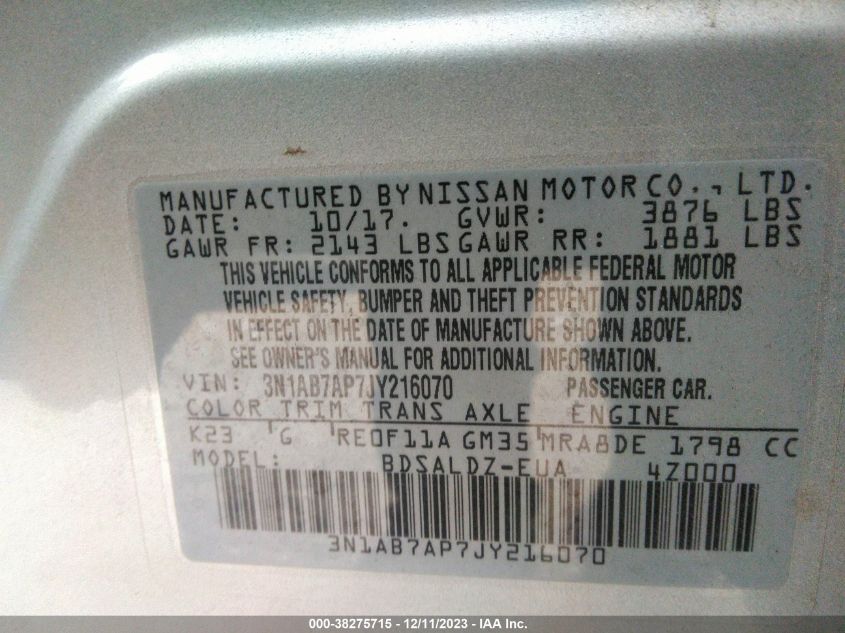 MANUFACTURED BY NISSAN MOTOR CO., LTD.
DATE: 10/17. GVWR: 3876 LBS
GAWR FR: 2143 LBS GAWR RR: 1881 LBS
THIS VEHICLE CONFORMS TO ALL APPLICABLE FEDERAL MOTOR
VEHICLE SAFETY, BUMPER AND THEFT PREVENTION STANDARDS
IN EFFECT ON THE DATE OF MANUFACTURE SHOWN ABOVE.
SEE OWNER'S MANUAL FOR ADDITIONAL INFORMATION.
VIN: 3N1AB7AP7JY216070 PASSENGER CAR.
COLOR TRIM TRANS AXLE ENGINE
K23 G RE0F11A GM35 MRA8DE 1798 CC
MODEL: BDSALDZ-EUA 4Z000
3N1AB7AP7JY216070
000-38275715 - 12/11/2023 - IAA Inc.